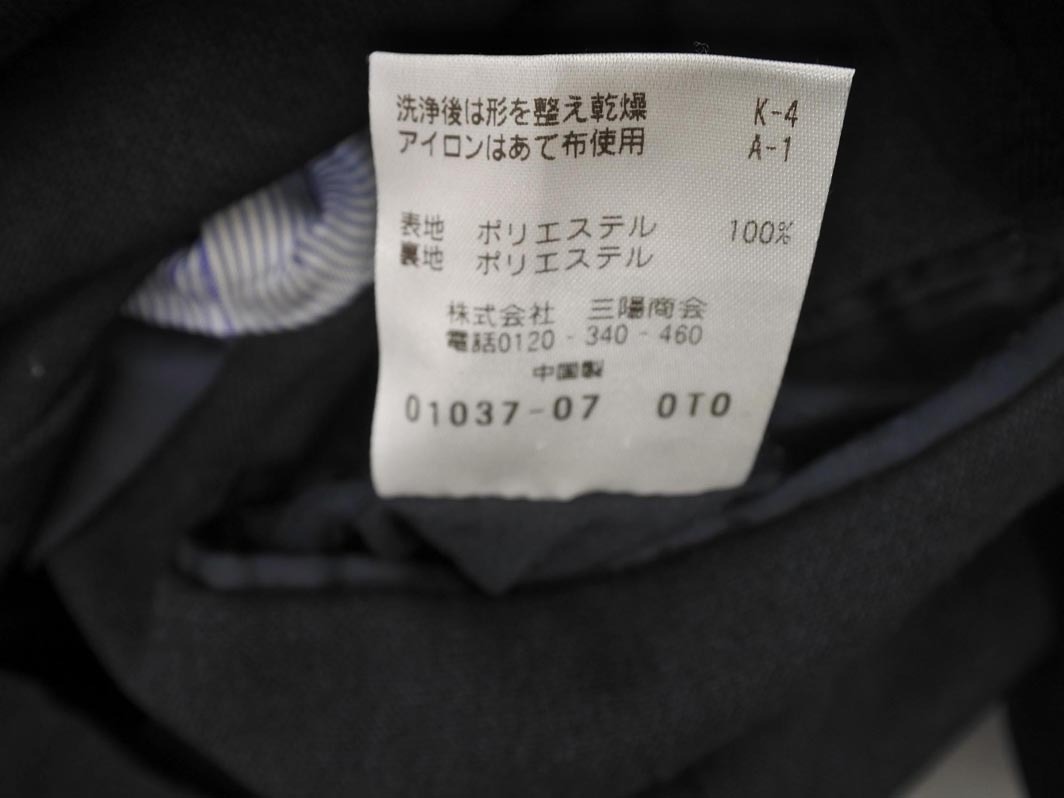 洗浄後は形を整え乾燥 K-4
アイロンはあて布使用 A-1
表地 ポリエステル 100%
裏地 ポリエステル
株式会社 三陽商会
電話0120-340-460
中国製
01037-07 0T0